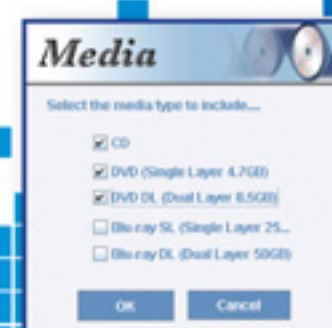 Media
Select the media type to include....
CD
DVD (Single Layer 4.7GB)
DVD DL (Dual Layer 8.5GB)
Blu-ray SL (Single Layer 25...
Blu-ray DL (Dual Layer 50GB)
OK
Cancel